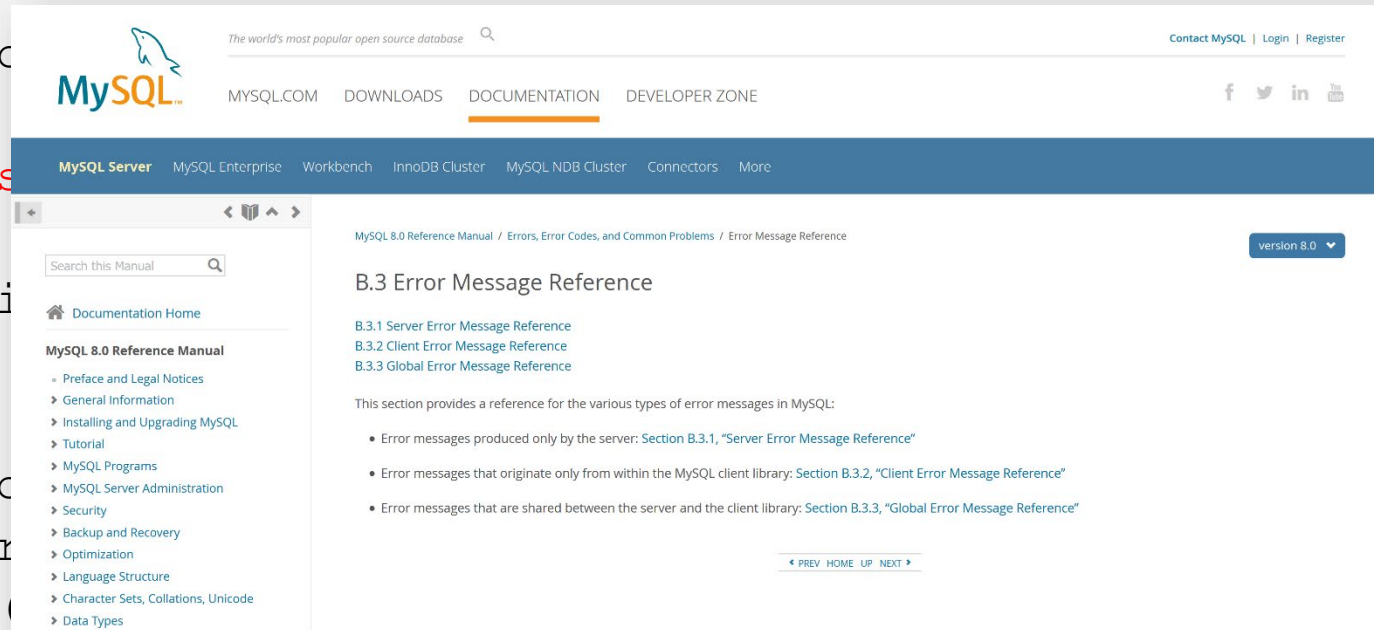 The world's most popular open source database
Contact MySQL | Login | Register
MySQL™
MYSQL.COM DOWNLOADS DOCUMENTATION DEVELOPER ZONE
f in You Tube
MySQL Server MySQL Enterprise Workbench InnoDB Cluster MySQL NDB Cluster Connectors More
MySQL 8.0 Reference Manual / Errors, Error Codes, and Common Problems / Error Message Reference
version 8.0
Search this Manual
B.3 Error Message Reference
Documentation Home
B.3.1 Server Error Message Reference
B.3.2 Client Error Message Reference
B.3.3 Global Error Message Reference
MySQL 8.0 Reference Manual
Preface and Legal Notices
General Information
Installing and Upgrading MySQL
Tutorial
MySQL Programs
MySQL Server Administration
Security
Backup and Recovery
Optimization
Language Structure
Character Sets, Collations, Unicode
Data Types
This section provides a reference for the various types of error messages in MySQL:
• Error messages produced only by the server: Section B.3.1, “Server Error Message Reference”
• Error messages that originate only from within the MySQL client library: Section B.3.2, “Client Error Message Reference”
• Error messages that are shared between the server and the client library: Section B.3.3, “Global Error Message Reference”
PREV HOME UP NEXT